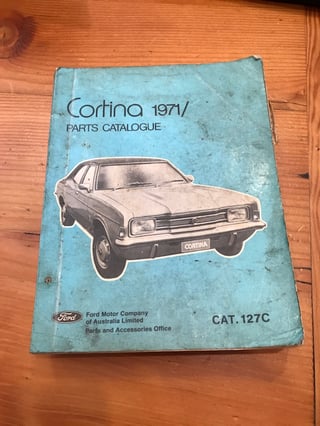 Cortina 1971/
PARTS CATALOGUE
CORTINA
Ford
Ford Motor Company
of Australia Limited
Parts and Accessories Office
CAT. 127C